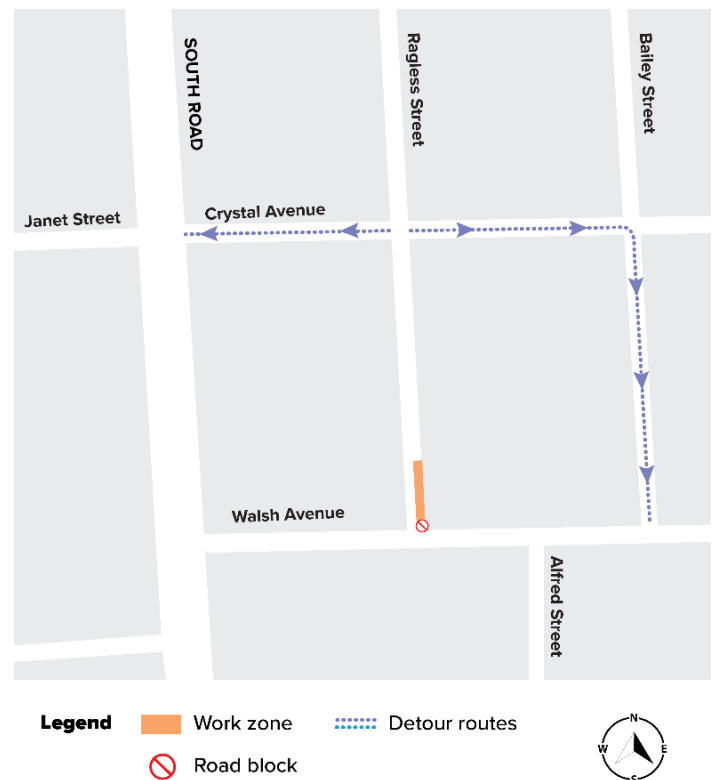 SOUTH ROAD
Ragless Street
Bailey Street
Janet Street
Crystal Avenue
Walsh Avenue
Alfred Street
Legend
Work zone
Detour routes
Road block
N
W
E
S